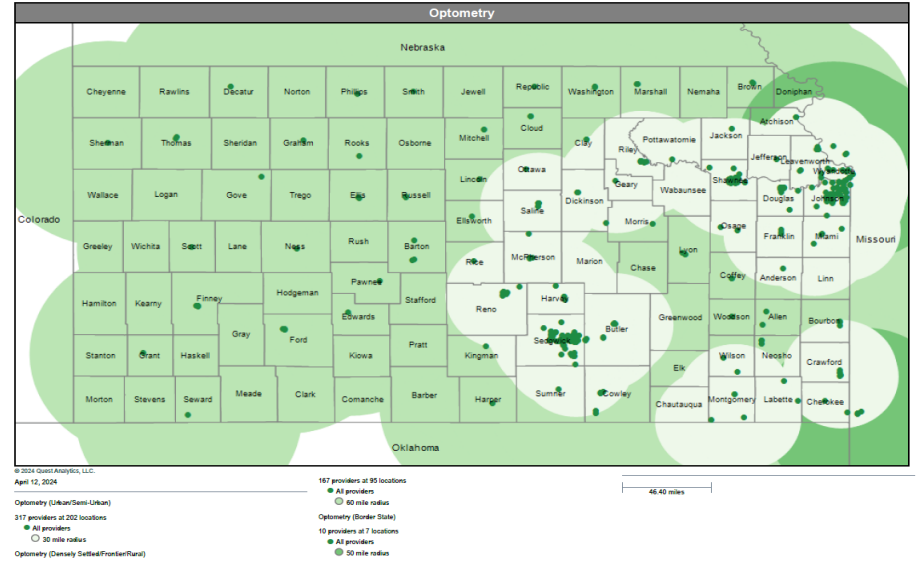 Optometry
Nebraska
Cheyenne Rawlins Decatur Norton Phillips Smith Jewell Republic Washington Marshall Nemaha Brown Doniphan
Atchison
Sherman Thomas Sheridan Graham Rooks Osborne Mitchell Cloud Clay Riley Pottawatomie Jackson Jefferson Leavenworth
Wyandotte
Wallace Logan Gove Trego Ellis Russell Lincoln Ottawa Dickinson Geary Wabaunsee Shawnee Douglas Johnson
Saline
Colorado Ellsworth Morris Osage Franklin Miami Missouri
Greeley Wichita Scott Lane Ness Rush Barton Rice McPherson Marion Chase Lyon Coffey Anderson Linn
Hamilton Kearny Finney Hodgeman Pawnee Stafford Reno Harvey
Edwards
Gray Ford Sedgwick Butler Greenwood Woodson Allen Bourbon
Stanton Grant Haskell Kiowa Pratt Kingman Elk Wilson Neosho Crawford
Morton Stevens Seward Meade Clark Comanche Barber Harper Sumner Cowley Chautauqua Montgomery Labette Cherokee
Oklahoma
© 2024 Quest Analytics, LLC.
April 12, 2024
Optometry (Urban/Semi-Urban)
317 providers at 202 locations
All providers
30 mile radius
Optometry (Densely Settled/Frontier/Rural)
167 providers at 95 locations
All providers
60 mile radius
Optometry (Border State)
10 providers at 7 locations
All providers
50 mile radius
46.40 miles